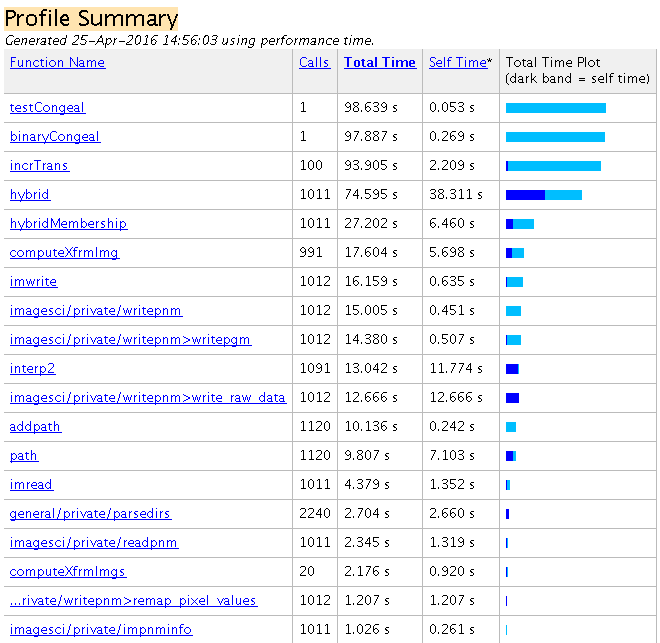 Profile Summary
Generated 25-Apr-2016 14:56:03 using performance time.
Function Name Calls Total Time Self Time* Total Time Plot
(dark band = self time)
testCongeal 1 98.639 s 0.053 s
binaryCongeal 1 97.887 s 0.269 s
incrTrans 100 93.905 s 2.209 s
hybrid 1011 74.595 s 38.311 s
hybridMembership 1011 27.202 s 6.460 s
computeXfrmImg 991 17.604 s 5.698 s
imwrite 1012 16.159 s 0.635 s
imagesci/private/writepnm 1012 15.005 s 0.451 s
imagesci/private/writepnm>writepgm 1012 14.380 s 0.507 s
interp2 1091 13.042 s 11.774 s
imagesci/private/writepnm>write_raw_data 1012 12.666 s 12.666 s
addpath 1120 10.136 s 0.242 s
path 1120 9.807 s 7.103 s
imread 1011 4.379 s 1.352 s
general/private/parsedirs 2240 2.704 s 2.660 s
imagesci/private/readpnm 1011 2.345 s 1.319 s
computeXfrmImgs 20 2.176 s 0.920 s
...rivate/writepnm>remap_pixel_values 1012 1.207 s 1.207 s
imagesci/private/impnminfo 1011 1.026 s 0.261 s